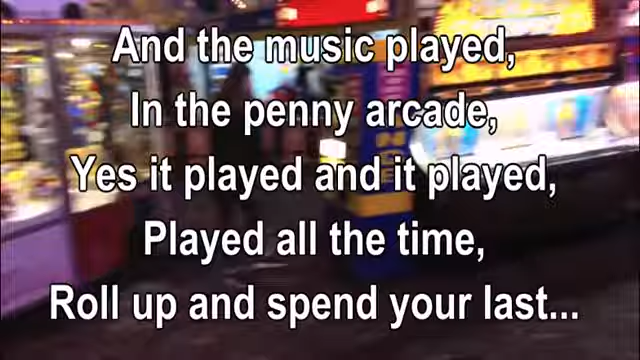 And the music played,
In the penny arcade,
Yes it played and it played,
Played all the time,
Roll up and spend your last...